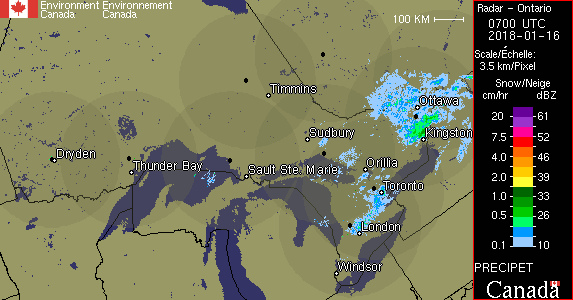 Environment Environnement
Canada Canada
100 KM
Timmins
Ottawa
Sudbury
Kingston
Dryden
Thunder Bay
Sault Ste. Marie
Orillia
Toronto
London
Windsor
Radar - Ontario
0700 UTC
2018-01-16
Scale/Échelle:
3.5 km/Pixel
Snow/Neige
cm/hr dBZ
20 61
7.5 52
4.0 46
2.0 39
1.0 33
0.5 26
0.1 10
PRECIPET
Canada